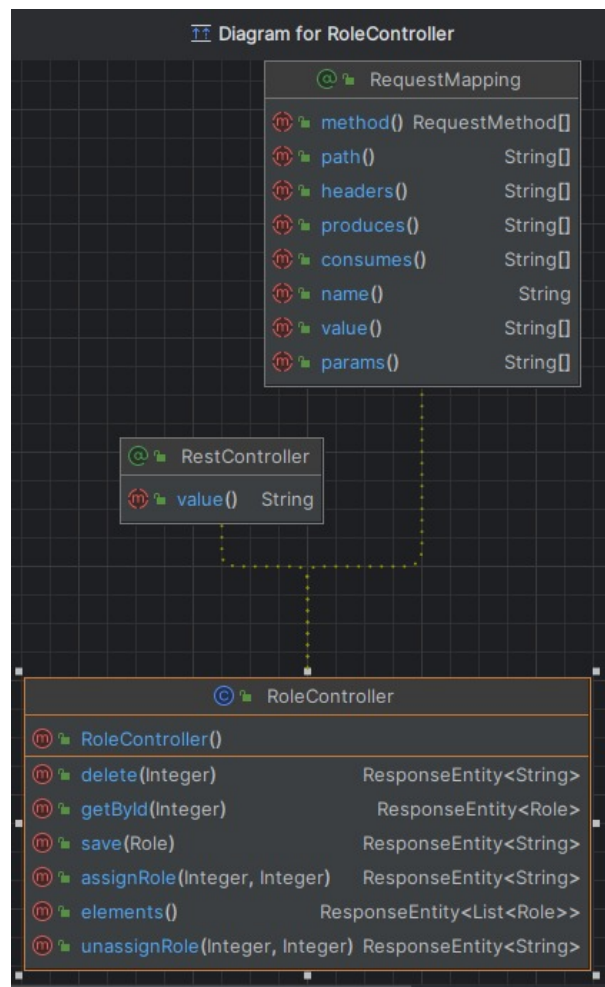 Diagram for RoleController
RequestMapping
method() RequestMethod[]
path() String[]
headers() String[]
produces() String[]
consumes() String[]
name() String
value() String[]
params() String[]
RestController
value() String
RoleController
RoleController()
delete(Integer) ResponseEntity<String>
getById(Integer) ResponseEntity<Role>
save(Role) ResponseEntity<String>
assignRole(Integer, Integer) ResponseEntity<String>
elements() ResponseEntity<List<Role>>
unassignRole(Integer, Integer) ResponseEntity<String>